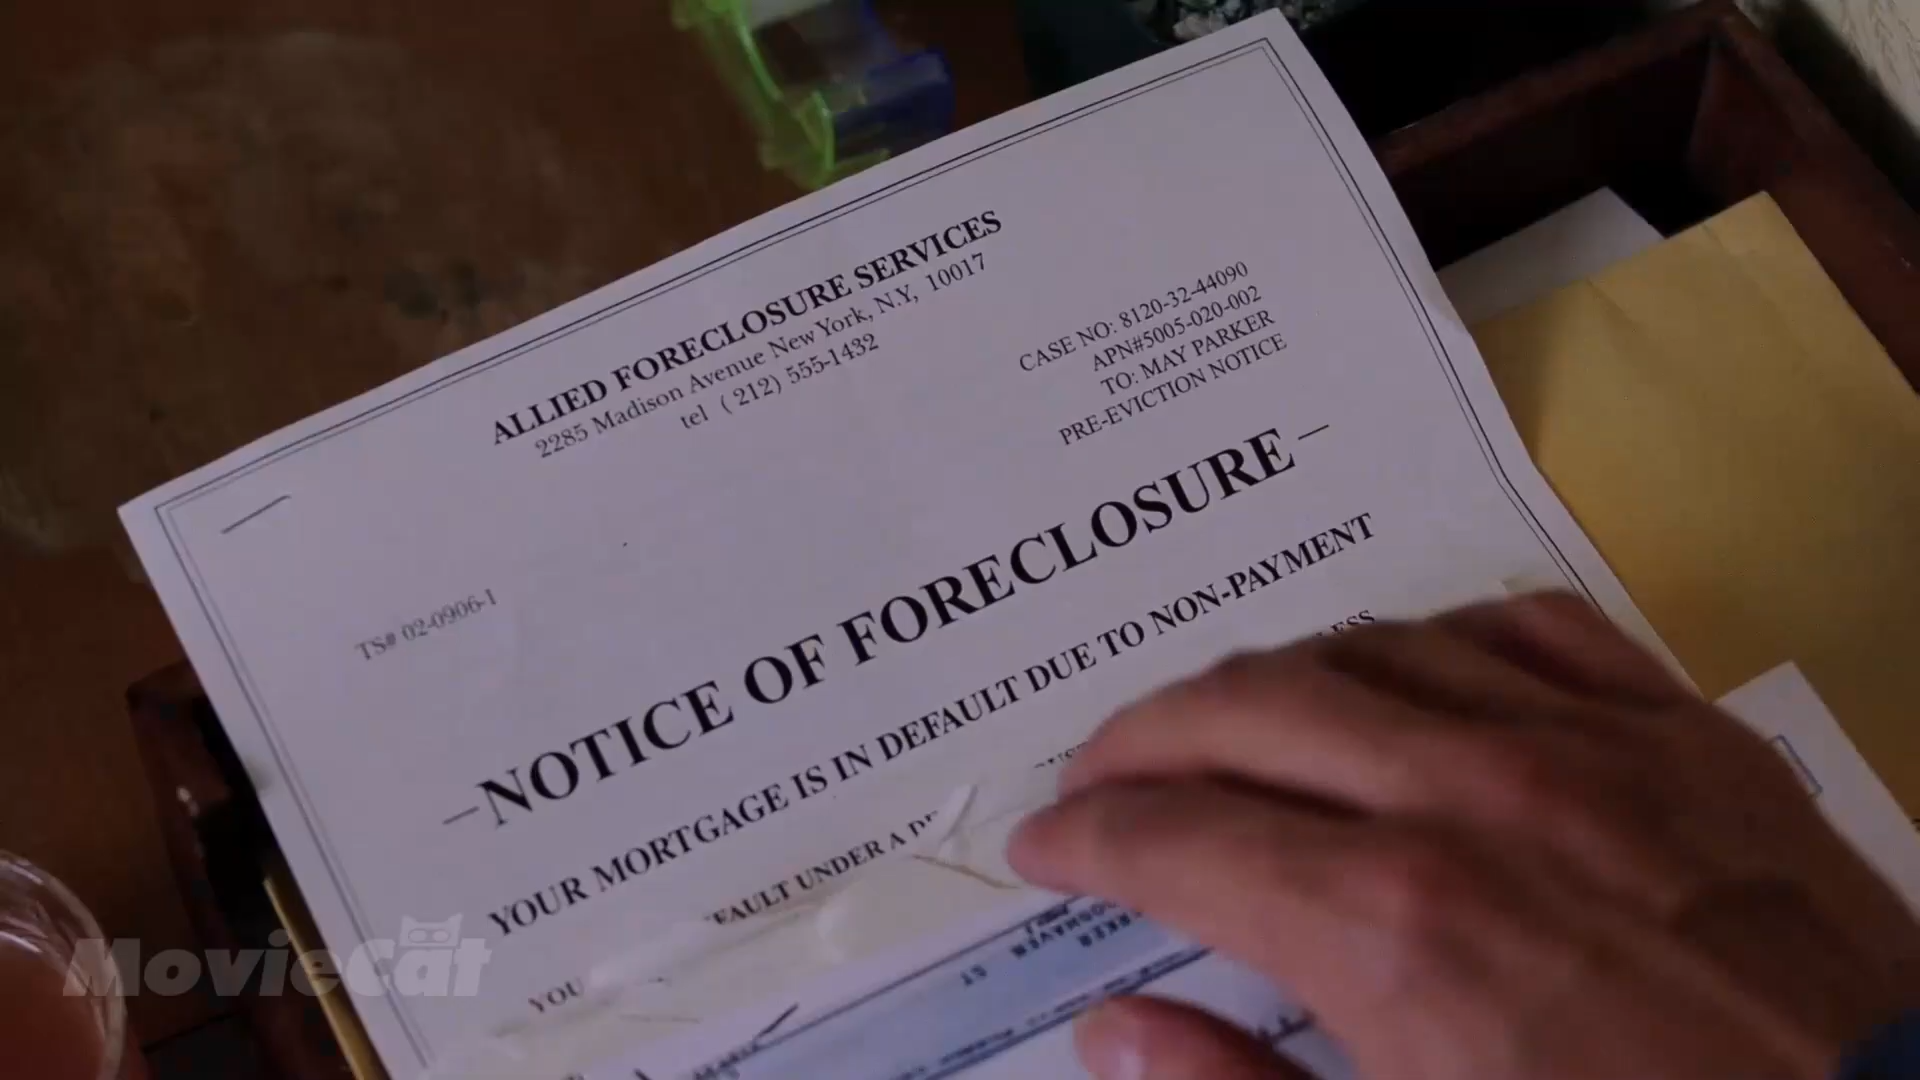 ALLIED FORECLOSURE SERVICES
2285 Madison Avenue New York, N.Y, 10017
tel ( 212) 555-1432
CASE NO: 8120-32-44090
APN#5005-020-002
TO: MAY PARKER
PRE-EVICTION NOTICE
TS# 02-0906-1
–NOTICE OF FORECLOSURE–
YOUR MORTGAGE IS IN DEFAULT DUE TO NON-PAYMENT
UNDER A
YOU
MovieCat